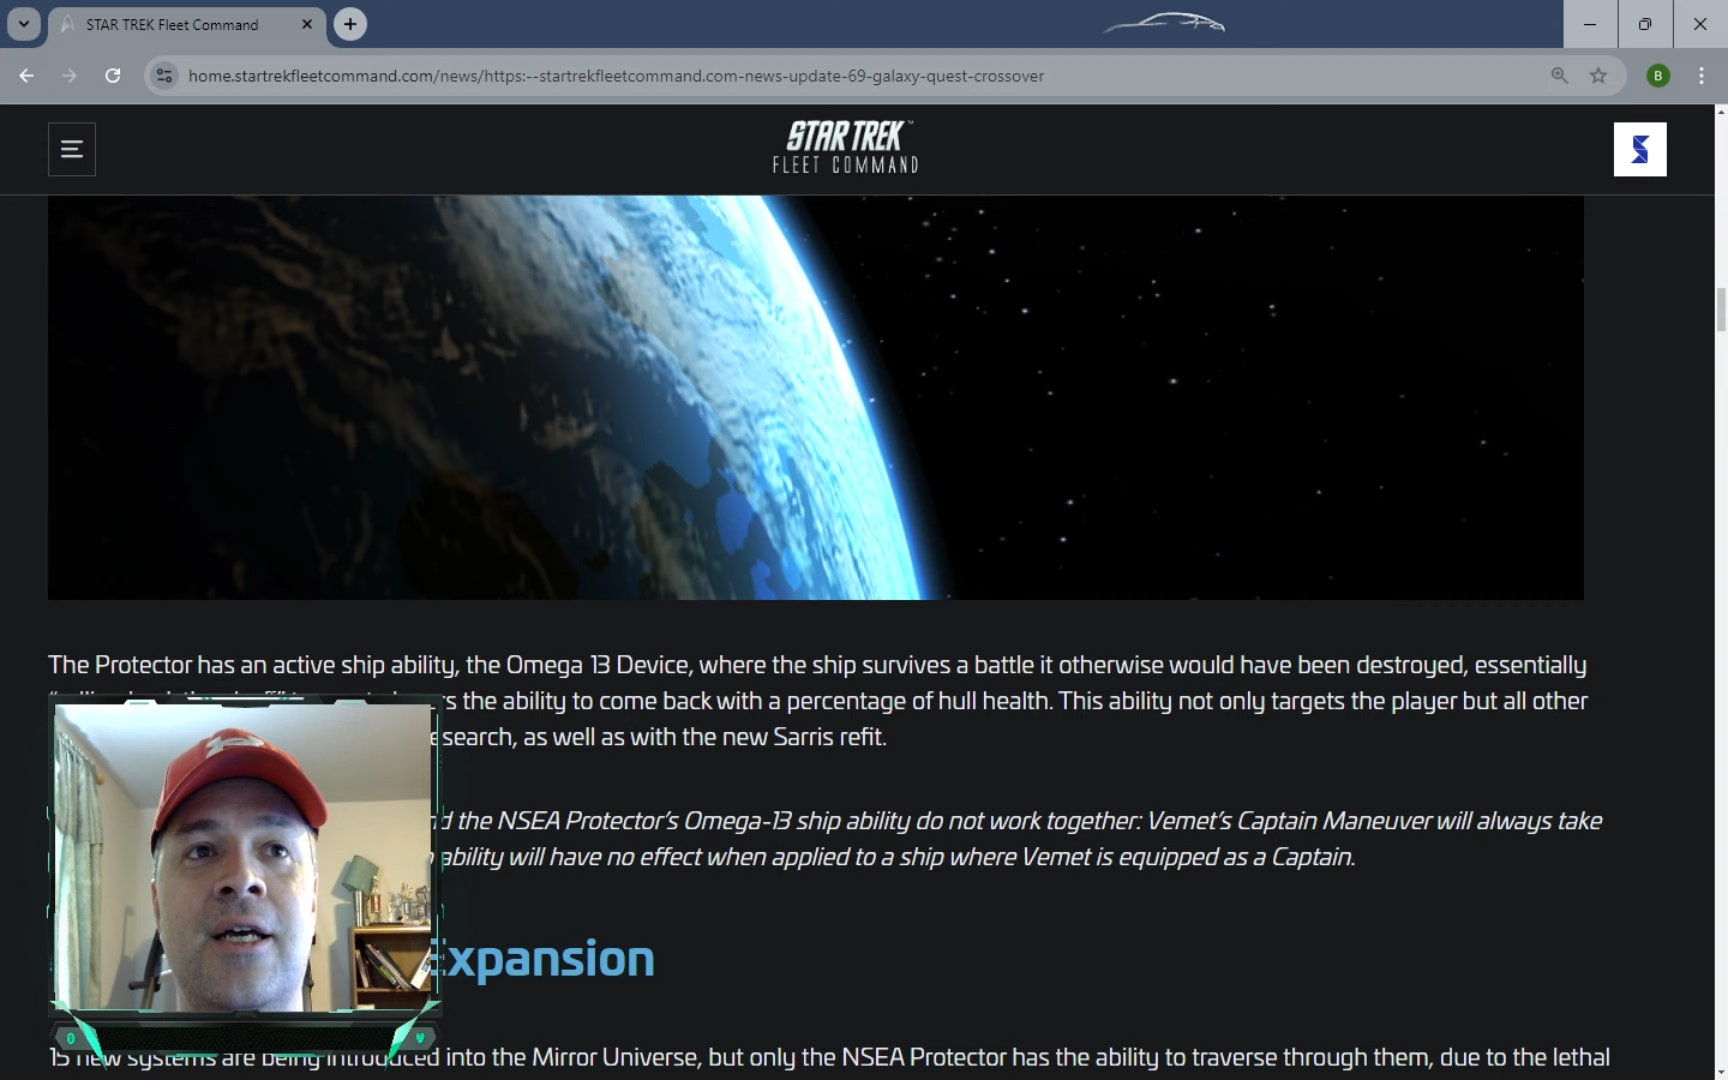 STAR TREK Fleet Command
home.startrekfleetcommand.com/news/https:--startrekfleetcommand.com-news-update-69-galaxy-quest-crossover
B
STAR TREK™
FLEET COMMAND
The Protector has an active ship ability, the Omega 13 Device, where the ship survives a battle it otherwise would have been destroyed, essentially
the ability to come back with a percentage of hull health. This ability not only targets the player but all other
esearch, as well as with the new Sarris refit.
d the NSEA Protector's Omega-13 ship ability do not work together: Vemet's Captain Maneuver will always take
ability will have no effect when applied to a ship where Vemet is equipped as a Captain.
Expansion
0
15 new systems are being introduced into the Mirror Universe, but only the NSEA Protector has the ability to traverse through them, due to the lethal